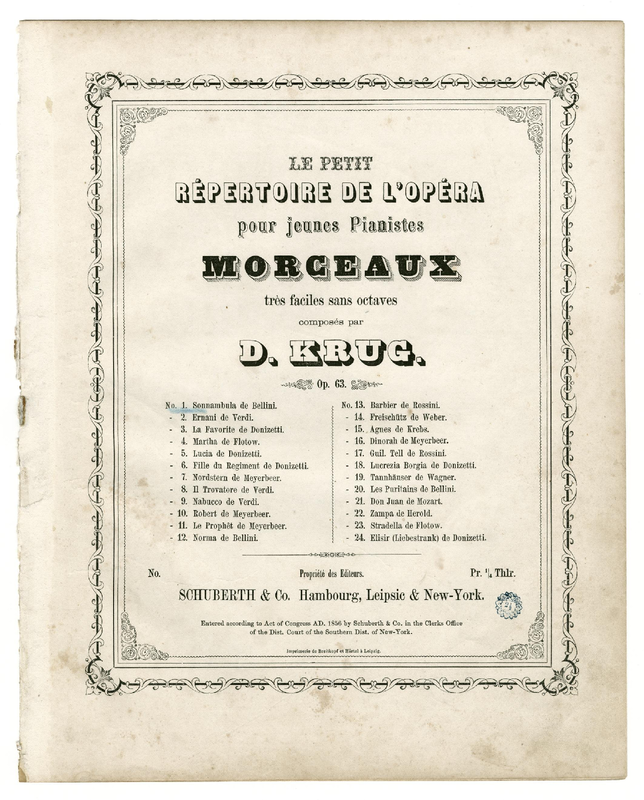 LE PETIT
RÉPERTOIRE DE L'OPÉRA
pour jeunes Pianistes
MORCEAUX
très faciles sans octaves
composés par
D. KRUG.
Op. 63.
No. 1. Sonnambula de Bellini.
- 2. Ernani de Verdi.
- 3. La Favorite de Donizetti.
- 4. Martha de Flotow.
- 5. Lucia de Donizetti.
- 6. Fille du Regiment de Donizetti.
- 7. Nordstern de Meyerbeer.
- 8. Il Trovatore de Verdi.
- 9. Nabucco de Verdi.
- 10. Robert de Meyerbeer.
- 11. Le Prophêt de Meyerbeer.
- 12. Norma de Bellini.
No. 13. Barbier de Rossini.
- 14. Freischütz de Weber.
- 15. Agnes de Krebs.
- 16. Dinorah de Meyerbeer.
- 17. Guil. Tell de Rossini.
- 18. Lucrezia Borgia de Donizetti.
- 19. Tannhäuser de Wagner.
- 20. Les Puritains de Bellini.
- 21. Don Juan de Mozart.
- 22. Zampa de Herold.
- 23. Stradella de Flotow.
- 24. Elisir (Liebestrank) de Donizetti.
No. Propriété des Editeurs. Pr. Thlr.
SCHUBERTH & Co. Hambourg, Leipsic & New-York.
Entered according to Act of Congress AD. 1856 by Schuberth & Co. in the Clerks Office
of the Dist. Court of the Southern Dist. of New-York.
Imprimerie de Breitkopf et Härtel à Leipzig.